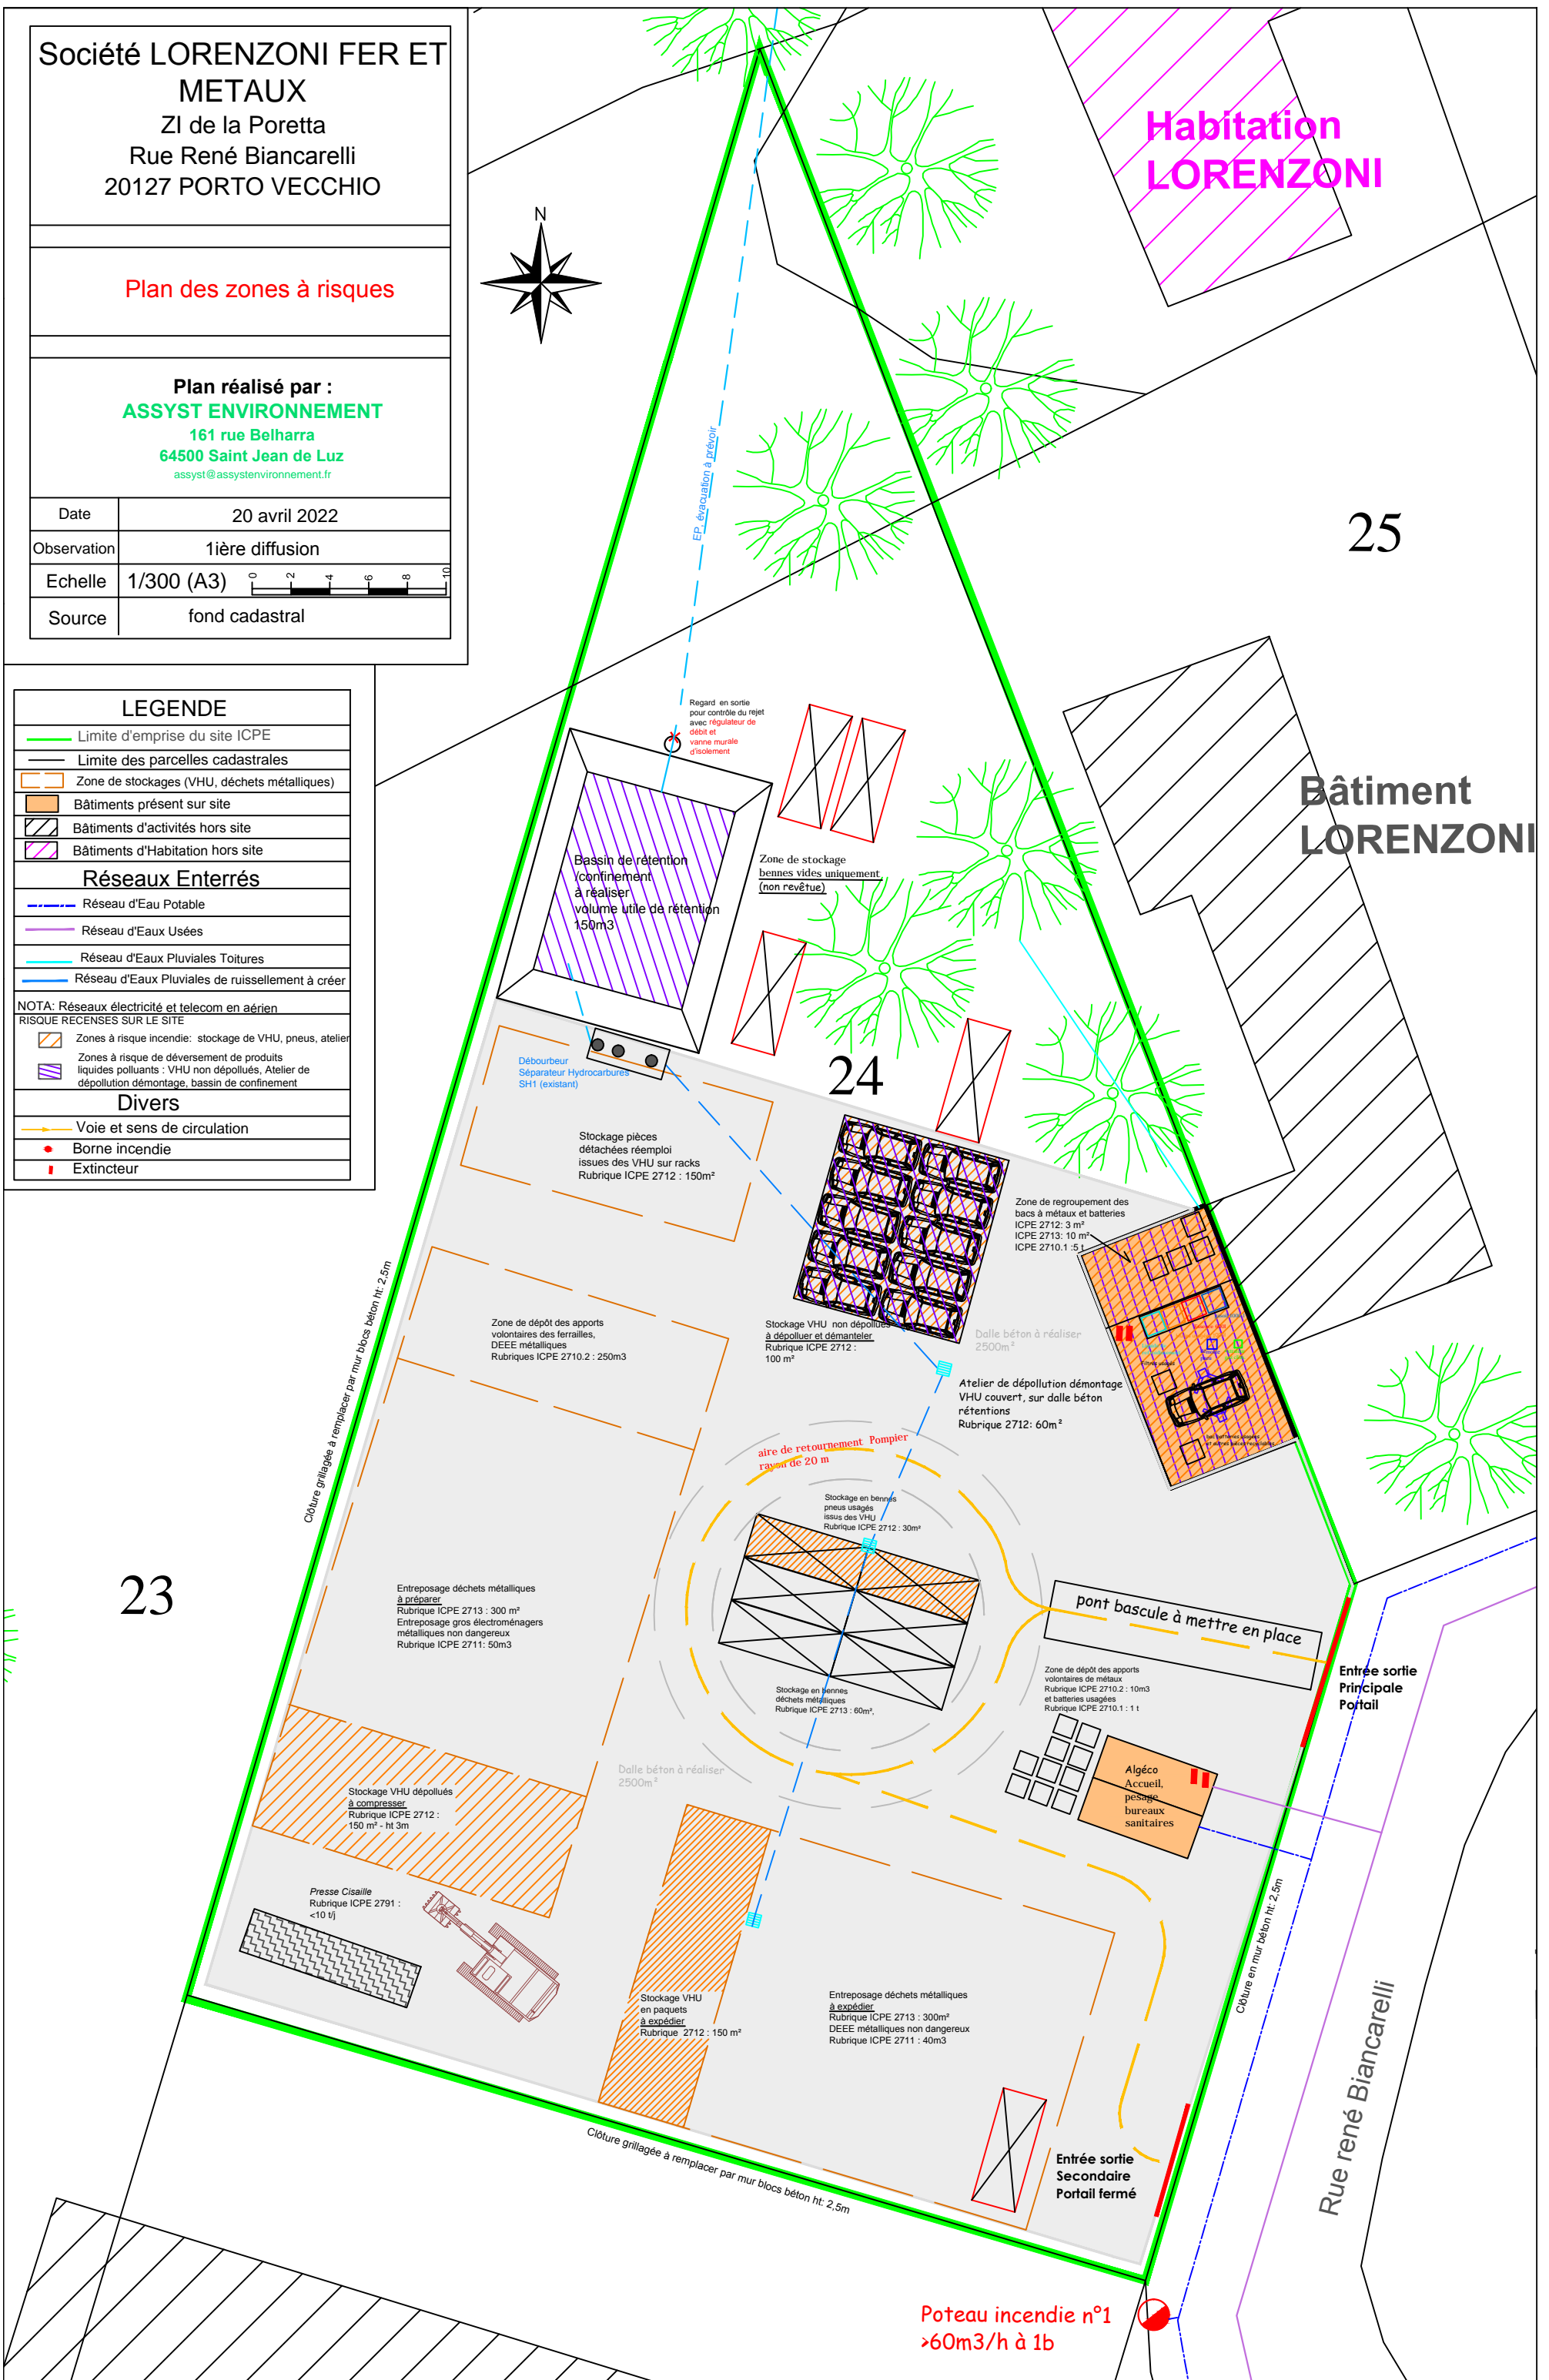 Société LORENZONI FER ET
METAUX
ZI de la Poretta
Rue René Biancarelli
20127 PORTO VECCHIO
Plan des zones à risques
Plan réalisé par :
ASSYST ENVIRONNEMENT
161 rue Belharra
64500 Saint Jean de Luz
assyst@assystenvironnement.fr
Date
20 avril 2022
Observation
1ière diffusion
Echelle
1/300 (A3)
0 2 4 6 8 10
Source
fond cadastral
LEGENDE
Limite d'emprise du site ICPE
Limite des parcelles cadastrales
Zone de stockages (VHU, déchets métalliques)
Bâtiments présent sur site
Bâtiments d'activités hors site
Bâtiments d'Habitation hors site
Réseaux Enterrés
Réseau d'Eau Potable
Réseau d'Eaux Usées
Réseau d'Eaux Pluviales Toitures
Réseau d'Eaux Pluviales de ruissellement à créer
NOTA: Réseaux électricité et telecom en aérien
RISQUE RECENSES SUR LE SITE
Zones à risque incendie: stockage de VHU, pneus, atelier
Zones à risque de déversement de produits
liquides polluants : VHU non dépollués, Atelier de
dépollution démontage, bassin de confinement
Divers
Voie et sens de circulation
Borne incendie
Extincteur
N
Habitation
LORENZONI
EP, évacuation à prévoir
25
Bâtiment
LORENZONI
Regard en sortie
pour contrôle du rejet
avec régulateur de
débit et
vanne murale
d'isolement
Bassin de rétention
/confinement
à réaliser
volume utile de rétention
150m3
Zone de stockage
bennes vides uniquement
(non revêtue)
Débourbeur
Séparateur Hydrocarbures
SH1 (existant)
24
Stockage pièces
détachées réemploi
issues des VHU sur racks
Rubrique ICPE 2712 : 150m²
Zone de regroupement des
bacs à métaux et batteries
ICPE 2712: 3 m²
ICPE 2713: 10 m²
ICPE 2710.1 :5 t
Clôture grillagée à remplacer par mur blocs béton ht: 2,5m
Zone de dépôt des apports
volontaires des ferrailles,
DEEE métalliques
Rubriques ICPE 2710.2 : 250m3
Stockage VHU non dépollués
à dépolluer et démanteler
Rubrique ICPE 2712 :
100 m²
Dalle béton à réaliser
2500m²
Atelier de dépollution démontage
VHU couvert, sur dalle béton
rétentions
Rubrique 2712: 60m²
aire de retournement Pompier
rayon de 20 m
Stockage en bennes
pneus usagés
issus des VHU
Rubrique ICPE 2712 : 30m²
23
Entreposage déchets métalliques
à préparer
Rubrique ICPE 2713 : 300 m²
Entreposage gros électroménagers
métalliques non dangereux
Rubrique ICPE 2711: 50m3
pont bascule à mettre en place
Entrée sortie
Principale
Portail
Stockage en bennes
déchets métalliques
Rubrique ICPE 2713 : 60m²,
Zone de dépôt des apports
volontaires de métaux
Rubrique ICPE 2710.2 : 10m3
et batteries usagées
Rubrique ICPE 2710.1 : 1 t
Dalle béton à réaliser
2500m²
Algéco
Accueil,
pesage
bureaux
sanitaires
Stockage VHU dépollués
à compresser
Rubrique ICPE 2712 :
150 m² - ht 3m
Presse Cisaille
Rubrique ICPE 2791 :
<10 t/j
Stockage VHU
en paquets
à expédier
Rubrique 2712 : 150 m²
Entreposage déchets métalliques
à expédier
Rubrique ICPE 2713 : 300m²
DEEE métalliques non dangereux
Rubrique ICPE 2711 : 40m3
Clôture en mur béton ht: 2,5m
Rue rené Biancarelli
Clôture grillagée à remplacer par mur blocs béton ht: 2,5m
Entrée sortie
Secondaire
Portail fermé
Poteau incendie n°1
>60m3/h à 1b